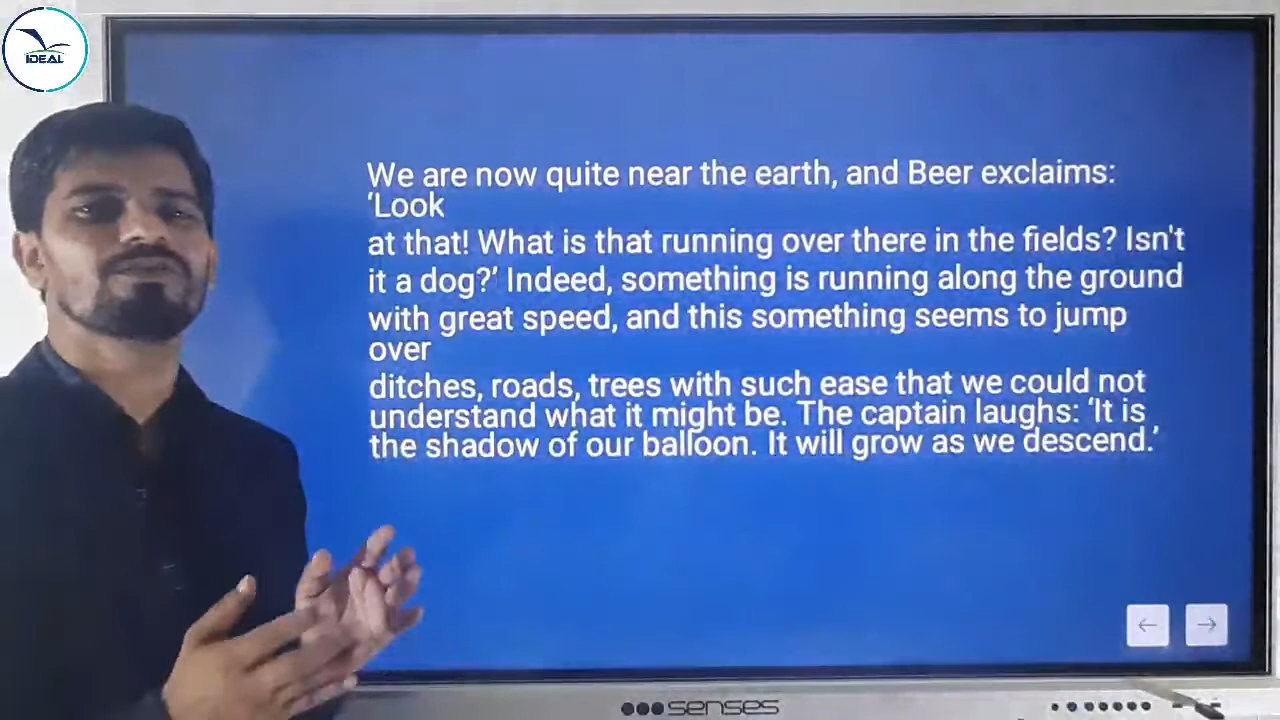 IDEAL
We are now quite near the earth, and Beer exclaims:
‘Look
at that! What is that running over there in the fields? Isn't
it a dog?’ Indeed, something is running along the ground
with great speed, and this something seems to jump
over
ditches, roads, trees with such ease that we could not
understand what it might be. The captain laughs: ‘It is
the shadow of our balloon. It will grow as we descend.’
senses